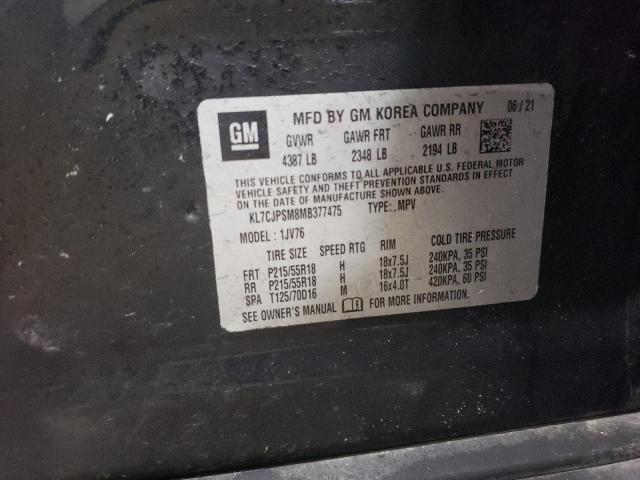 GM
MFD BY GM KOREA COMPANY 06/21
GVWR GAWR FRT GAWR RR
4387 LB 2348 LB 2194 LB
THIS VEHICLE CONFORMS TO ALL APPLICABLE U.S. FEDERAL MOTOR
VEHICLE SAFETY AND THEFT PREVENTION STANDARDS IN EFFECT
ON THE DATE OF MANUFACTURE SHOWN ABOVE.
KL7CJPSM8MB377475 TYPE:.MPV
MODEL: 1JV76
TIRE SIZE SPEED RTG RIM COLD TIRE PRESSURE
FRT P215/55R18 H 18x7.5J 240KPA, 35 PSI
RR P215/55R18 H 18x7.5J 240KPA, 35 PSI
SPA T125/70D16 M 16x4.0T 420KPA, 60 PSI
SEE OWNER'S MANUAL FOR MORE INFORMATION.